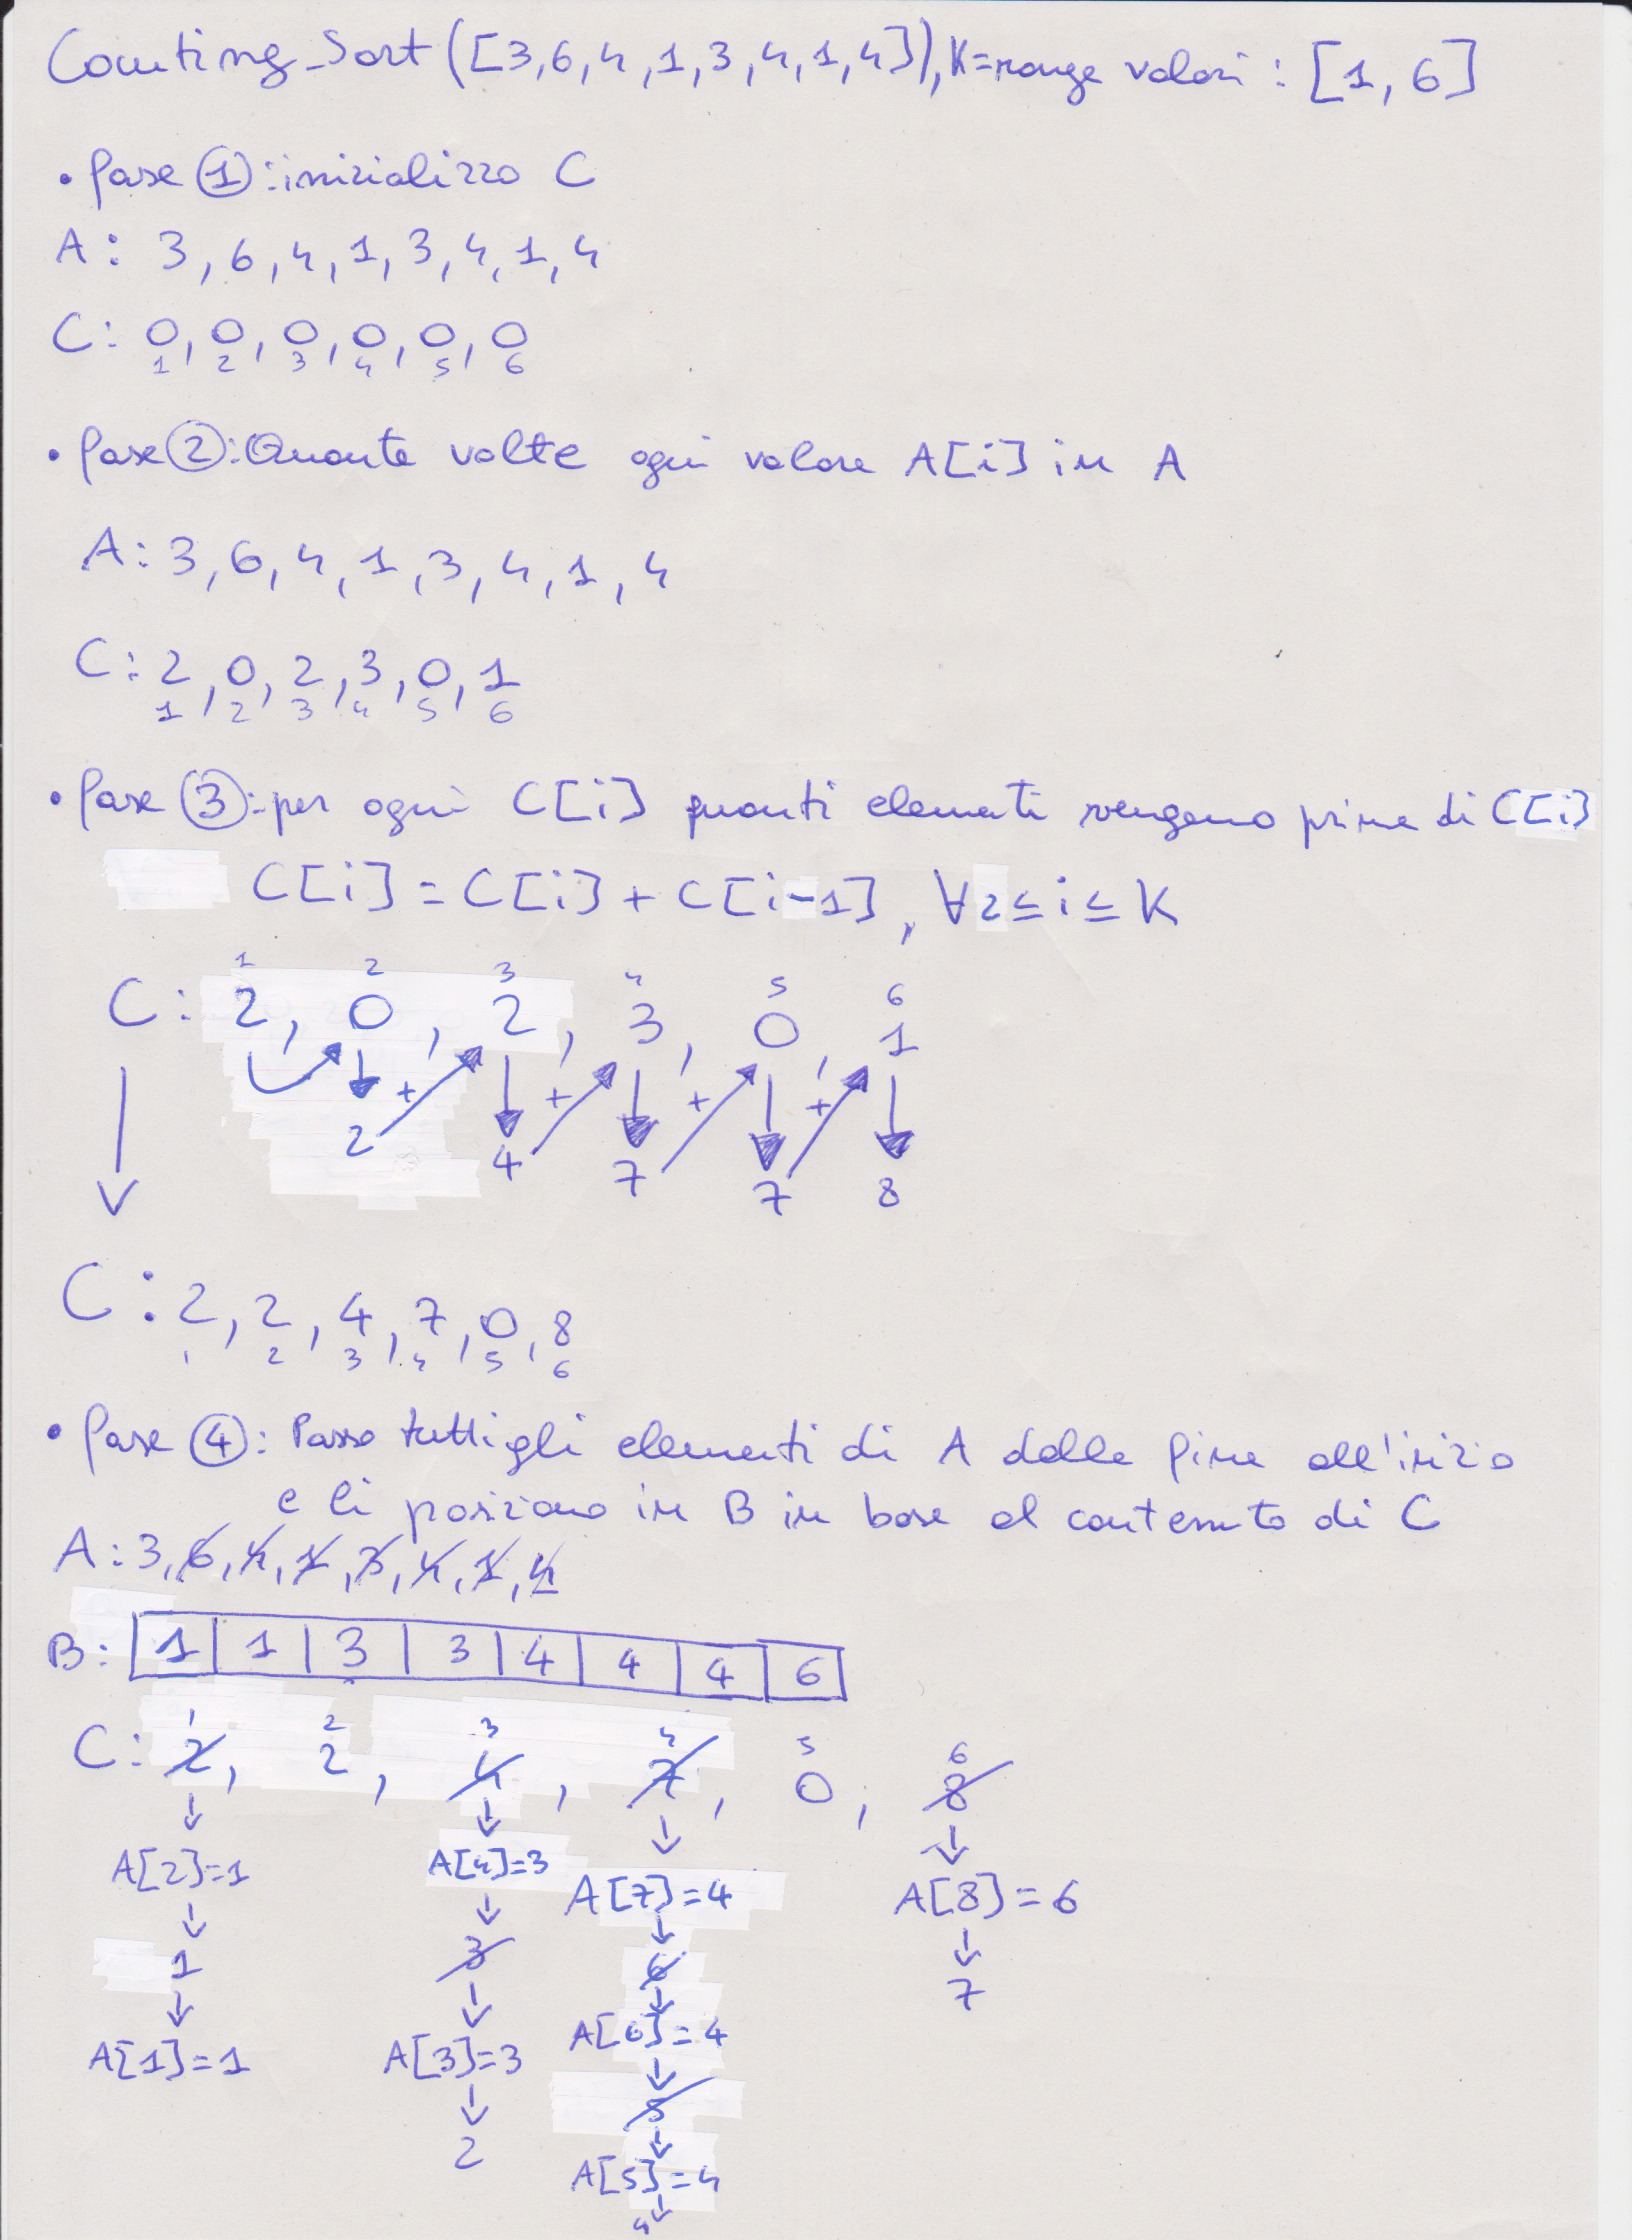 Counting_Sort([3,6,4,1,3,4,1,4]), K=range valori: [1,6]
• fase ①: inizializzo C
A: 3,6,4,1,3,4,1,4
C: 0,0,0,0,0,0
1 2 3 4 5 6
• fase ②: Quante volte ogni valore A[i] in A
A: 3,6,4,1,3,4,1,4
C: 2,0,2,3,0,1
1 2 3 4 5 6
• fase ③: per ogni C[i] quanti elementi vengono prima di C[i]
C[i] = C[i] + C[i-1], ∀2≤i≤K
1 2 3 4 5 6
C: 2, 0, 2, 3, 0, 1
+ + + +
2 4 7 7 8
C: 2,2,4,7,0,8
1 2 3 4 5 6
• fase ④: Passo tutti gli elementi di A dalla fine all'inizio
e li posiziono in B in base al contenuto di C
A: 3,6,4,1,3,4,1,4
B: 1 1 3 3 4 4 4 6
1 2 3 4 5 6
C: 2, 2, 4, 7, 0, 8
↓ ↓ ↓ ↓
A[2]=1 A[4]=3 A[7]=4 A[8]=6
↓ ↓ ↓ ↓
1 3 6 7
↓ ↓ ↓
A[1]=1 A[3]=3 A[6]=4
↓ ↓
2 5
↓
A[5]=4
↓
4